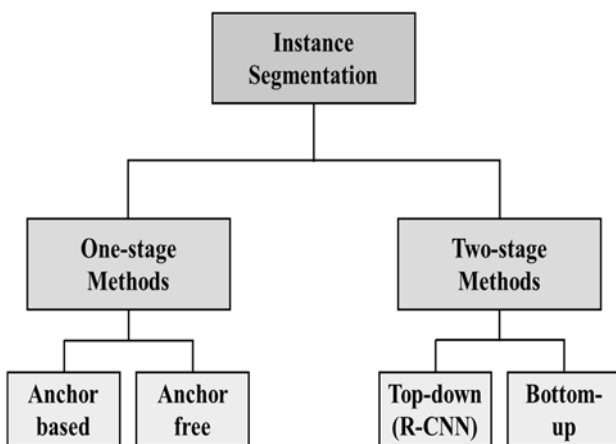 Instance
Segmentation
One-stage
Methods
Two-stage
Methods
Anchor
based
Anchor
free
Top-down
(R-CNN)
Bottom-
up